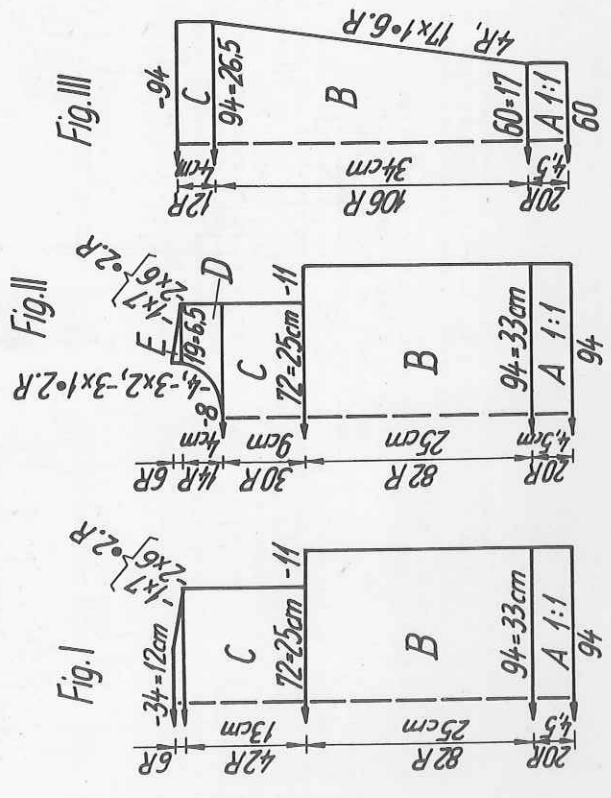 Fig. I
-34=12cm
-1x7
-2x6
•2.R
6R
42R
13cm
C
72=25cm
-11
82R
25cm
B
94=33cm
20R
4,5
A 1:1
94
Fig. II
E
-1x7
-2x6
•2.R
19=6,5
D
-4,-3x2,-3x1•2.R
-8
6R
14R
4cm
30R
9cm
C
72=25cm
-11
82R
25cm
B
94=33cm
20R
4,5cm
A 1:1
94
Fig. III
-94
12R
4cm
C
94=26,5
4R, 17x1•6.R
106R
34cm
B
60=17
20R
4,5
A 1:1
60